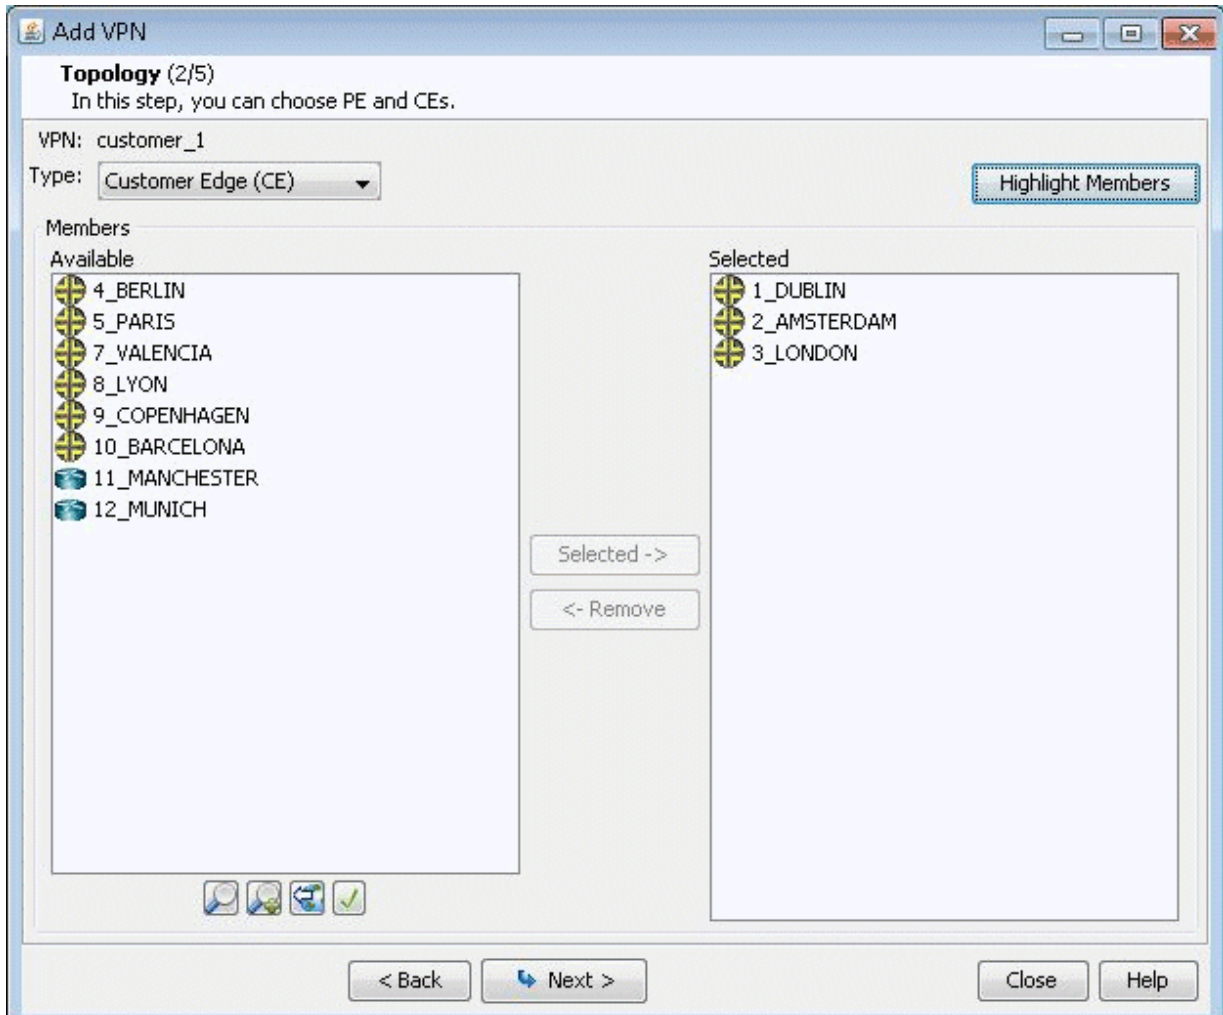 Add VPN
Topology (2/5)
In this step, you can choose PE and CEs.
VPN: customer_1
Type: Customer Edge (CE)
Highlight Members
Members
Available
4_BERLIN
5_PARIS
7_VALENCIA
8_LYON
9_COPENHAGEN
10_BARCELONA
11_MANCHESTER
12_MUNICH
Selected ->
<- Remove
Selected
1_DUBLIN
2_AMSTERDAM
3_LONDON
< Back
Next >
Close
Help